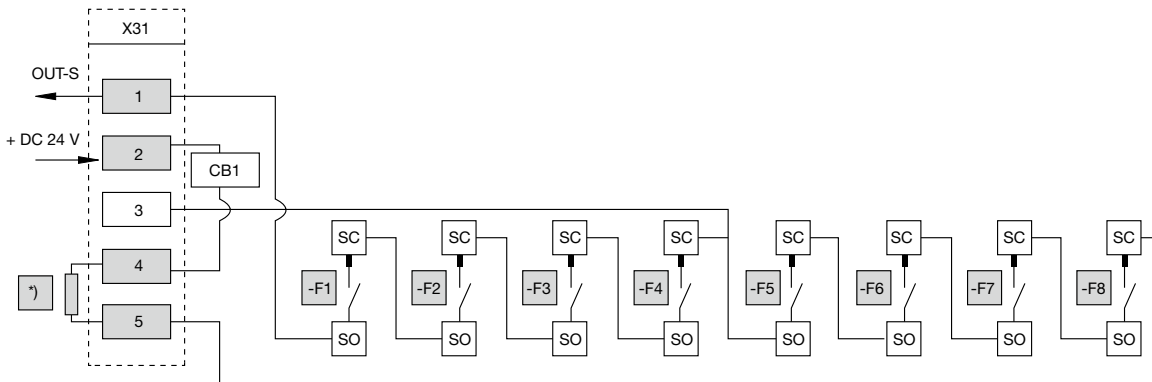 X31
OUT-S
1
+ DC 24 V
2
CB1
3
SC SC SC SC SC SC SC SC
4
*)
-F1 -F2 -F3 -F4 -F5 -F6 -F7 -F8
5
SO SO SO SO SO SO SO SO